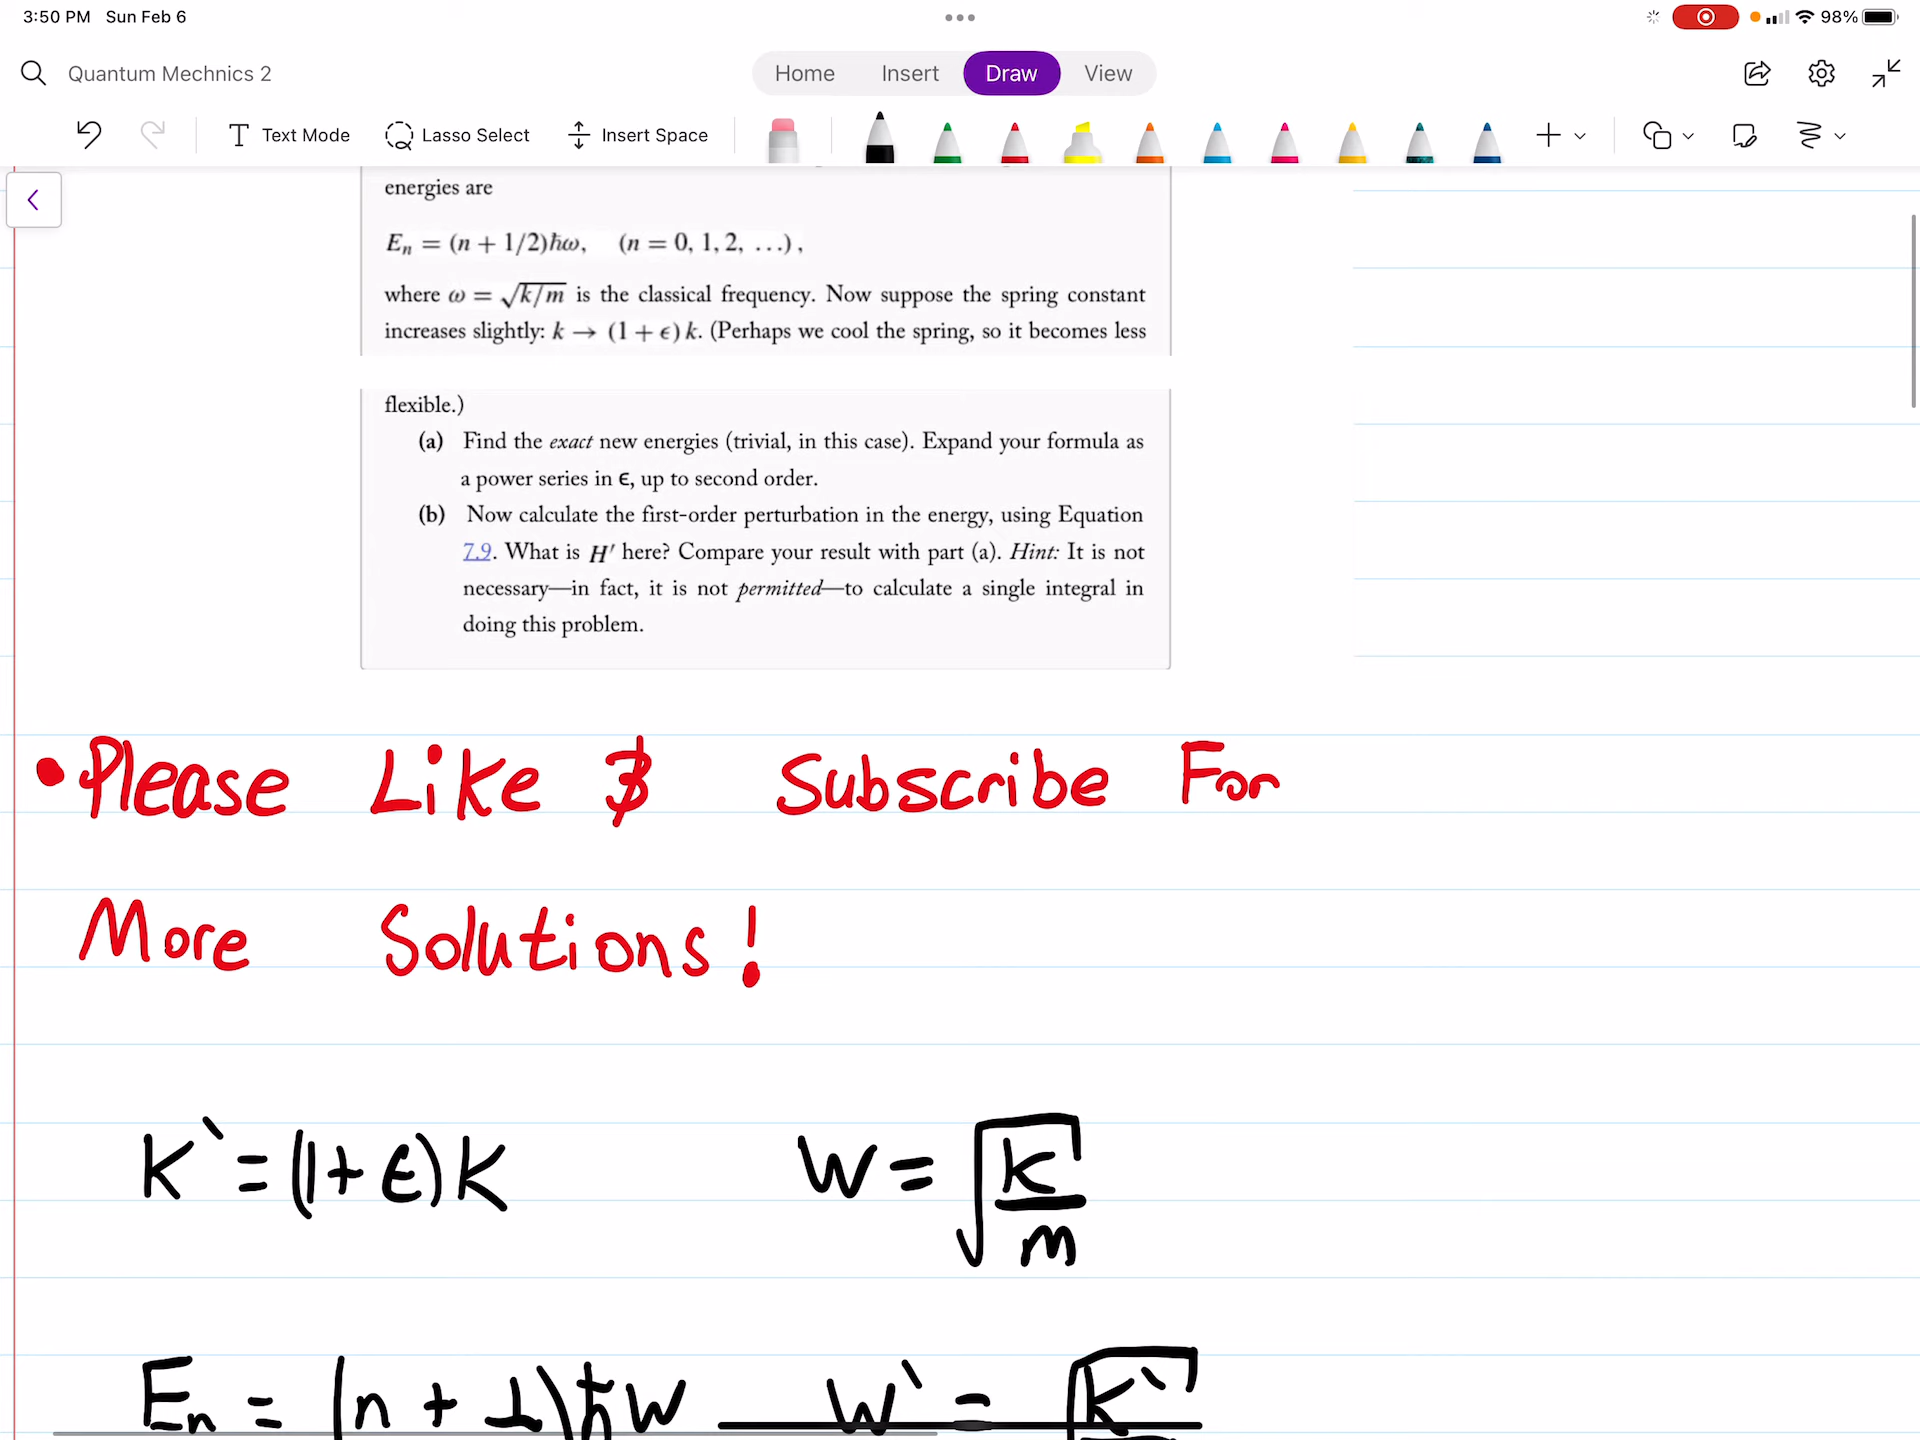 3:50 PM Sun Feb 6
98%
Quantum Mechnics 2
Home Insert Draw View
Text Mode Lasso Select Insert Space
energies are
Eₙ = (n + 1/2)ħω, (n = 0, 1, 2, ...),
where ω = √k/m is the classical frequency. Now suppose the spring constant
increases slightly: k → (1 + ϵ) k. (Perhaps we cool the spring, so it becomes less
flexible.)
(a) Find the exact new energies (trivial, in this case). Expand your formula as
a power series in ϵ, up to second order.
(b) Now calculate the first-order perturbation in the energy, using Equation
7.9. What is H′ here? Compare your result with part (a). Hint: It is not
necessary—in fact, it is not permitted—to calculate a single integral in
doing this problem.
• Please Like & Subscribe For
More Solutions!
K` = (1 + ϵ) K W = √K/m
Eₙ = (n + 1) ħ W W` = √K`